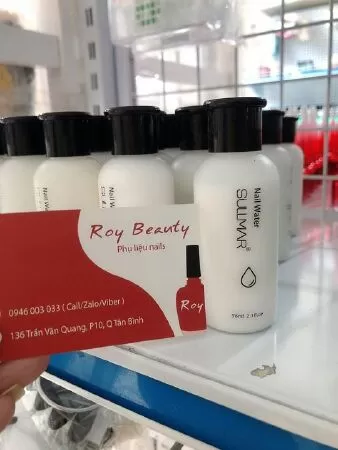 Nail Water
Nail Water
SUUMAR®
Roy Beauty
Phụ liệu nails
Roy
0946 003 033 ( Call/Zalo/Viber )
136 Trần Văn Quang, P10, Q Tân Bình